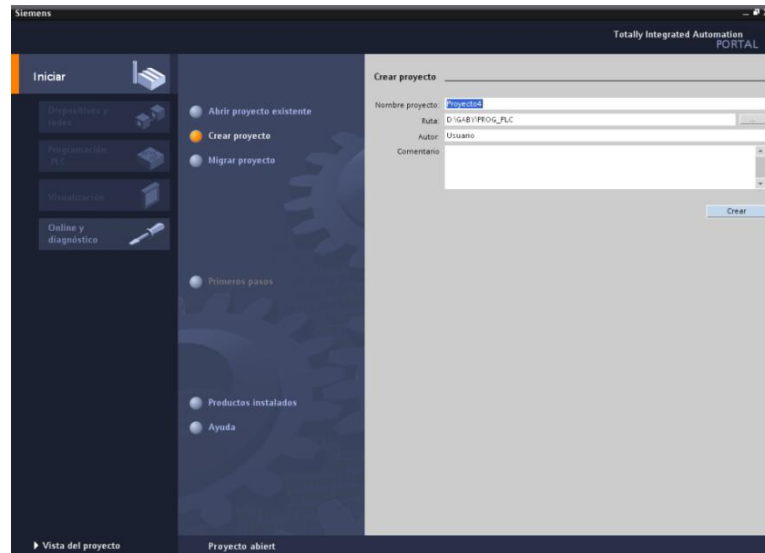 Siemens
Totally Integrated Automation
PORTAL
Iniciar
Dispositivos y
redes
Programación
PLC
Visualización
Online y
diagnóstico
Abrir proyecto existente
Crear proyecto
Migrar proyecto
Primeros pasos
Productos instalados
Ayuda
Crear proyecto
Nombre proyecto: Proyecto4
Ruta: D:\GABY\PROG_PLC
...
Autor: Usuario
Comentario
Crear
Vista del proyecto
Proyecto abiert